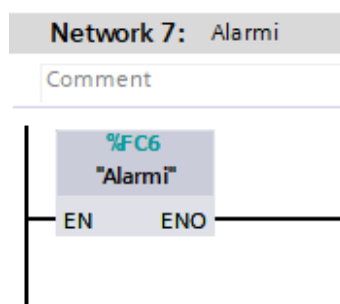 Network 7: Alarmi
Comment
%FC6
"Alarmi"
EN ENO